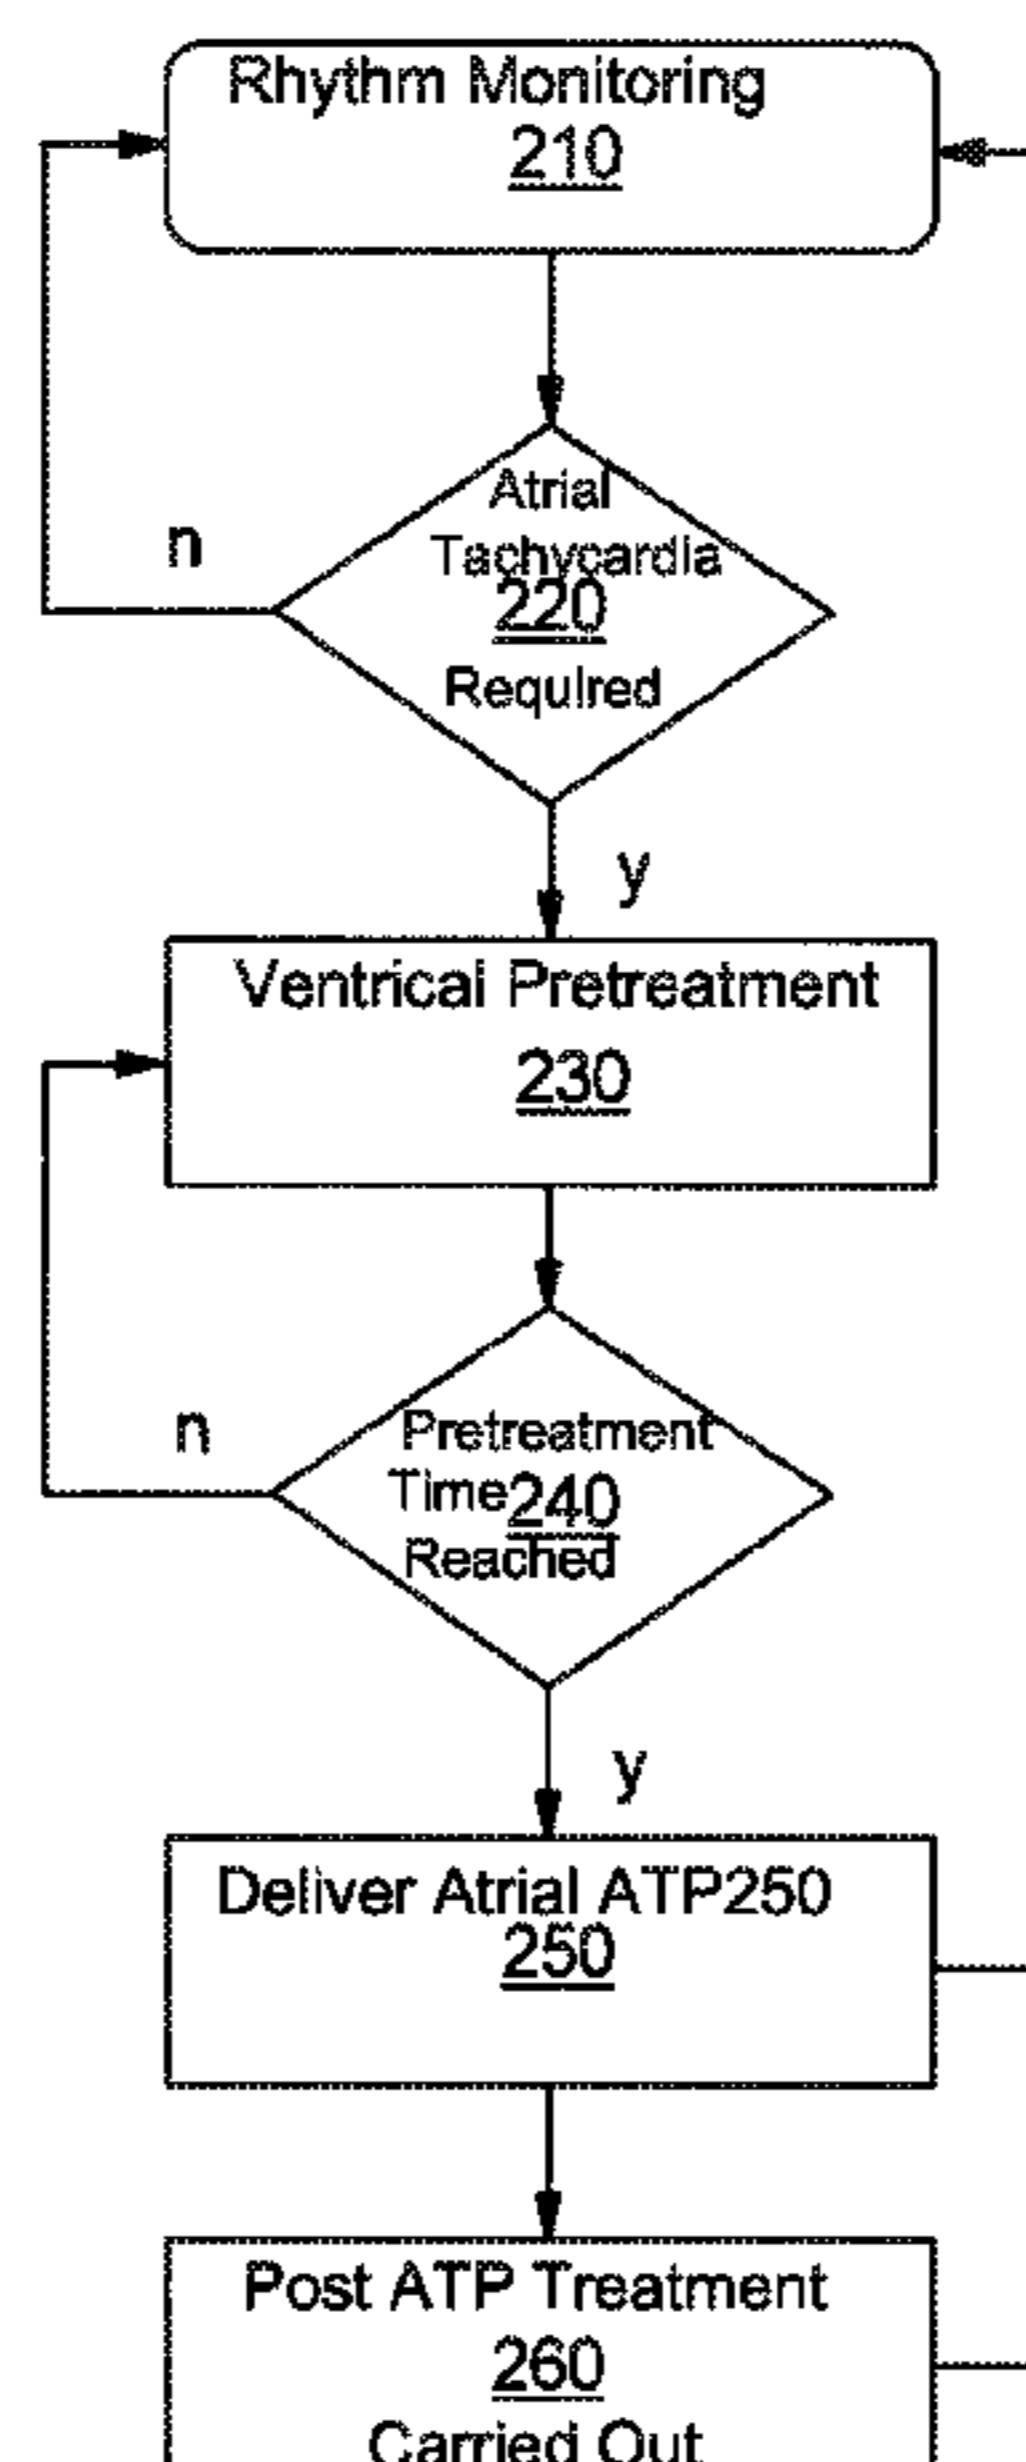 Rhythm Monitoring
210
Atrial
Tachycardia
220
n
Required
y
Ventrical Pretreatment
230
n
Pretreatment
Time 240
Reached
y
Deliver Atrial ATP250
250
Post ATP Treatment
260
Carried Out